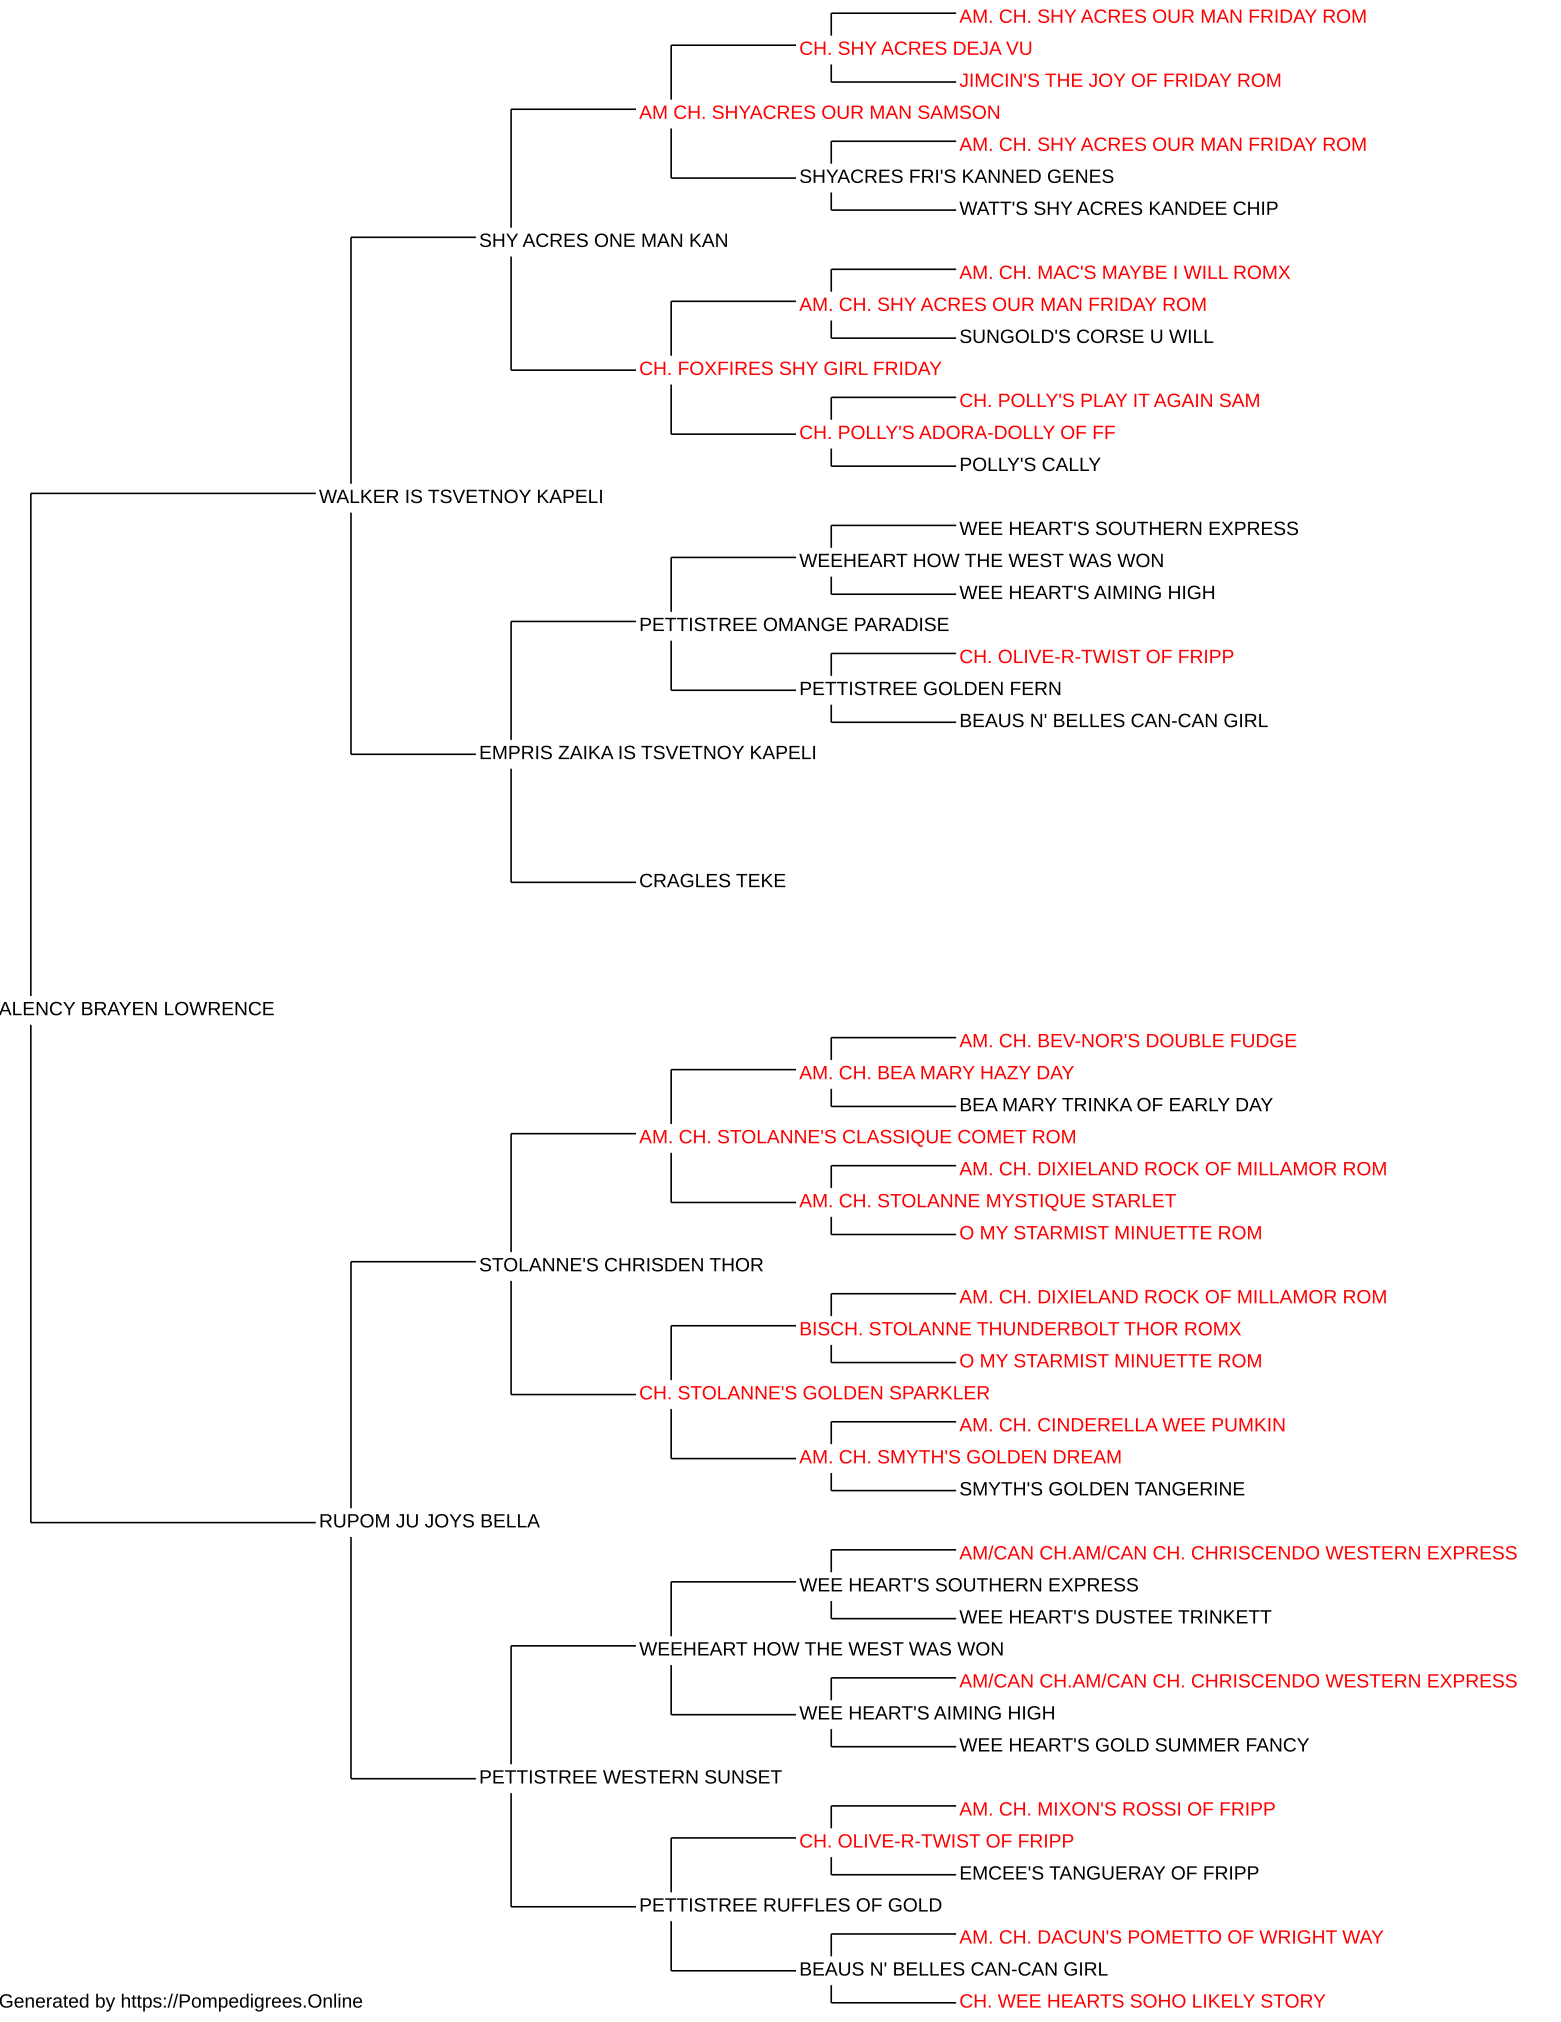 AM. CH. SHY ACRES OUR MAN FRIDAY ROM
CH. SHY ACRES DEJA VU
JIMCIN'S THE JOY OF FRIDAY ROM
AM CH. SHYACRES OUR MAN SAMSON
AM. CH. SHY ACRES OUR MAN FRIDAY ROM
SHYACRES FRI'S KANNED GENES
WATT'S SHY ACRES KANDEE CHIP
SHY ACRES ONE MAN KAN
AM. CH. MAC'S MAYBE I WILL ROMX
AM. CH. SHY ACRES OUR MAN FRIDAY ROM
SUNGOLD'S CORSE U WILL
CH. FOXFIRES SHY GIRL FRIDAY
CH. POLLY'S PLAY IT AGAIN SAM
CH. POLLY'S ADORA-DOLLY OF FF
POLLY'S CALLY
WALKER IS TSVETNOY KAPELI
WEE HEART'S SOUTHERN EXPRESS
WEEHEART HOW THE WEST WAS WON
WEE HEART'S AIMING HIGH
PETTISTREE OMANGE PARADISE
CH. OLIVE-R-TWIST OF FRIPP
PETTISTREE GOLDEN FERN
BEAUS N' BELLES CAN-CAN GIRL
EMPRIS ZAIKA IS TSVETNOY KAPELI
CRAGLES TEKE
ALENCY BRAYEN LOWRENCE
AM. CH. BEV-NOR'S DOUBLE FUDGE
AM. CH. BEA MARY HAZY DAY
BEA MARY TRINKA OF EARLY DAY
AM. CH. STOLANNE'S CLASSIQUE COMET ROM
AM. CH. DIXIELAND ROCK OF MILLAMOR ROM
AM. CH. STOLANNE MYSTIQUE STARLET
O MY STARMIST MINUETTE ROM
STOLANNE'S CHRISDEN THOR
AM. CH. DIXIELAND ROCK OF MILLAMOR ROM
BISCH. STOLANNE THUNDERBOLT THOR ROMX
O MY STARMIST MINUETTE ROM
CH. STOLANNE'S GOLDEN SPARKLER
AM. CH. CINDERELLA WEE PUMKIN
AM. CH. SMYTH'S GOLDEN DREAM
SMYTH'S GOLDEN TANGERINE
RUPOM JU JOYS BELLA
AM/CAN CH.AM/CAN CH. CHRISCENDO WESTERN EXPRESS
WEE HEART'S SOUTHERN EXPRESS
WEE HEART'S DUSTEE TRINKETT
WEEHEART HOW THE WEST WAS WON
AM/CAN CH.AM/CAN CH. CHRISCENDO WESTERN EXPRESS
WEE HEART'S AIMING HIGH
WEE HEART'S GOLD SUMMER FANCY
PETTISTREE WESTERN SUNSET
AM. CH. MIXON'S ROSSI OF FRIPP
CH. OLIVE-R-TWIST OF FRIPP
EMCEE'S TANGUERAY OF FRIPP
PETTISTREE RUFFLES OF GOLD
AM. CH. DACUN'S POMETTO OF WRIGHT WAY
BEAUS N' BELLES CAN-CAN GIRL
CH. WEE HEARTS SOHO LIKELY STORY
Generated by https://Pompedigrees.Online